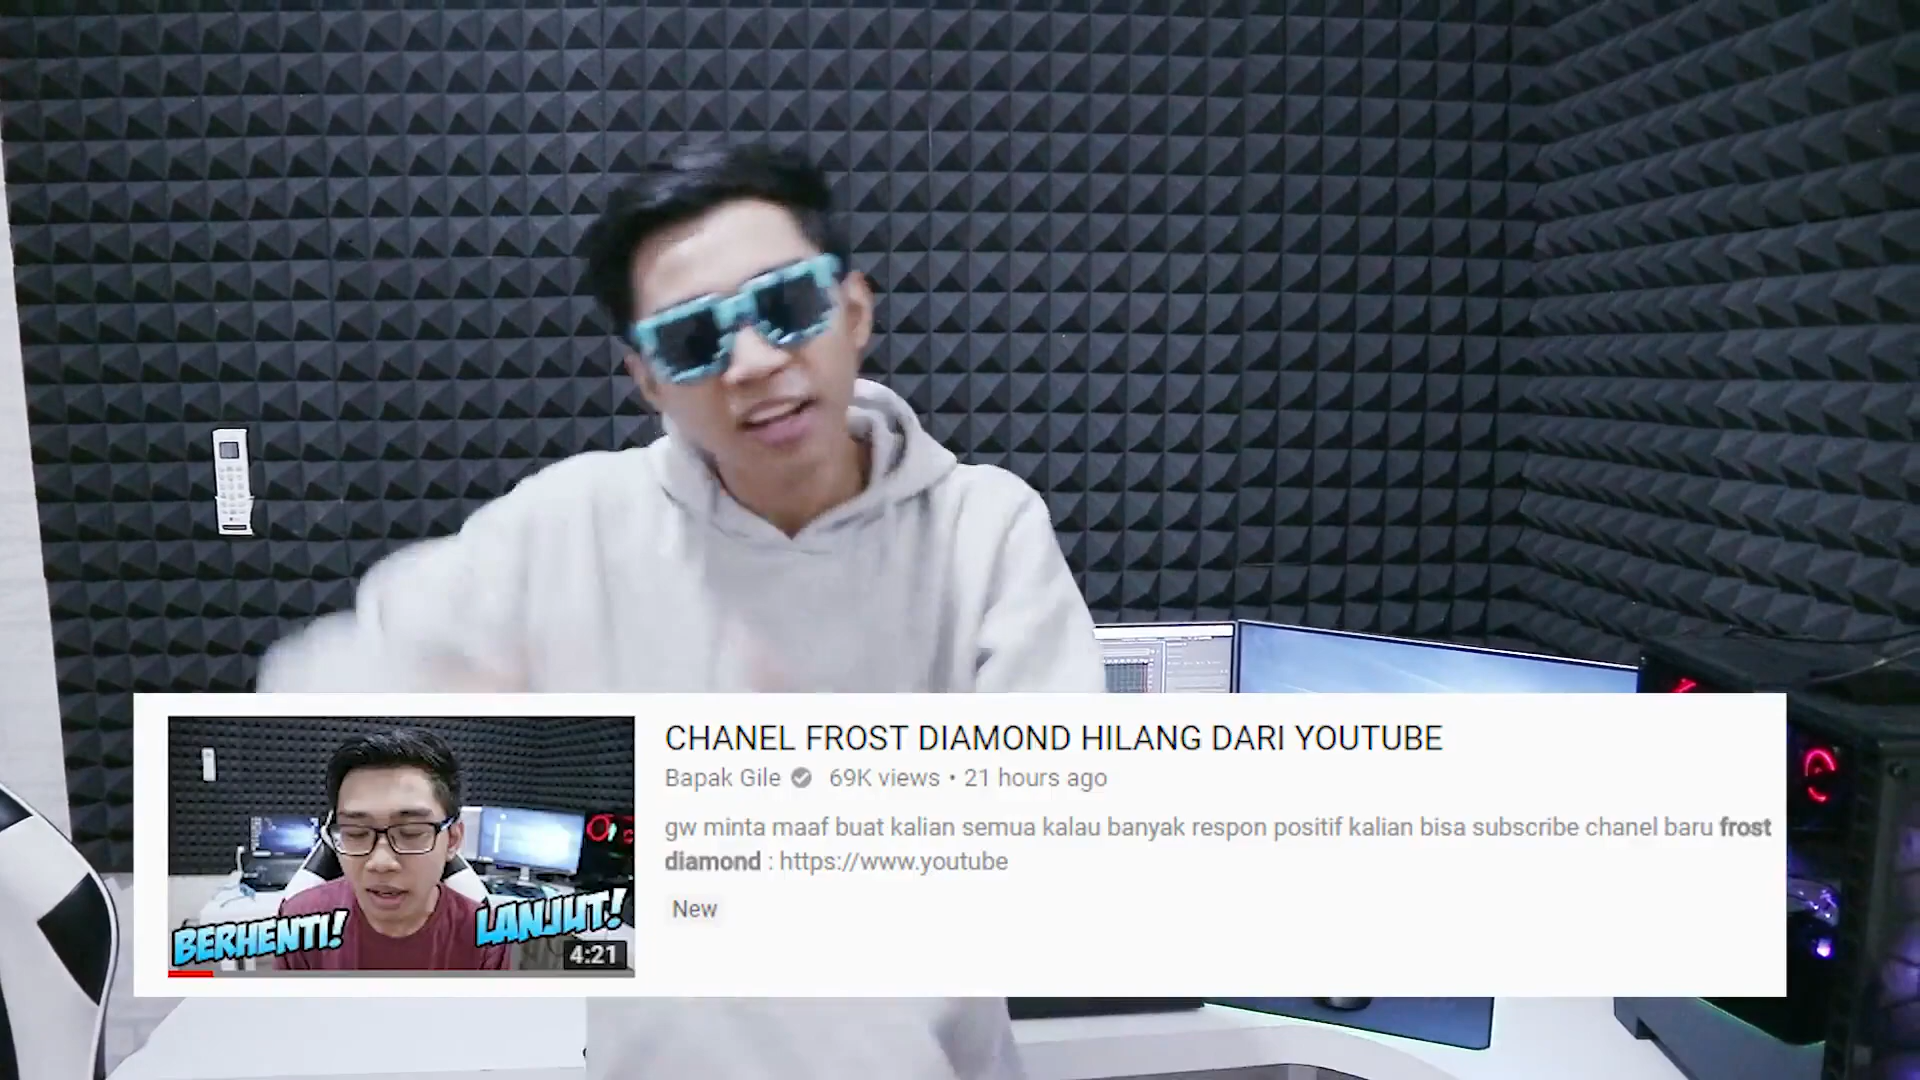 CHANEL FROST DIAMOND HILANG DARI YOUTUBE
Bapak Gile 69K views • 21 hours ago
gw minta maaf buat kalian semua kalau banyak respon positif kalian bisa subscribe chanel baru frost
diamond : https://www.youtube
New
BERHENTI!
LANJUT!
4:21